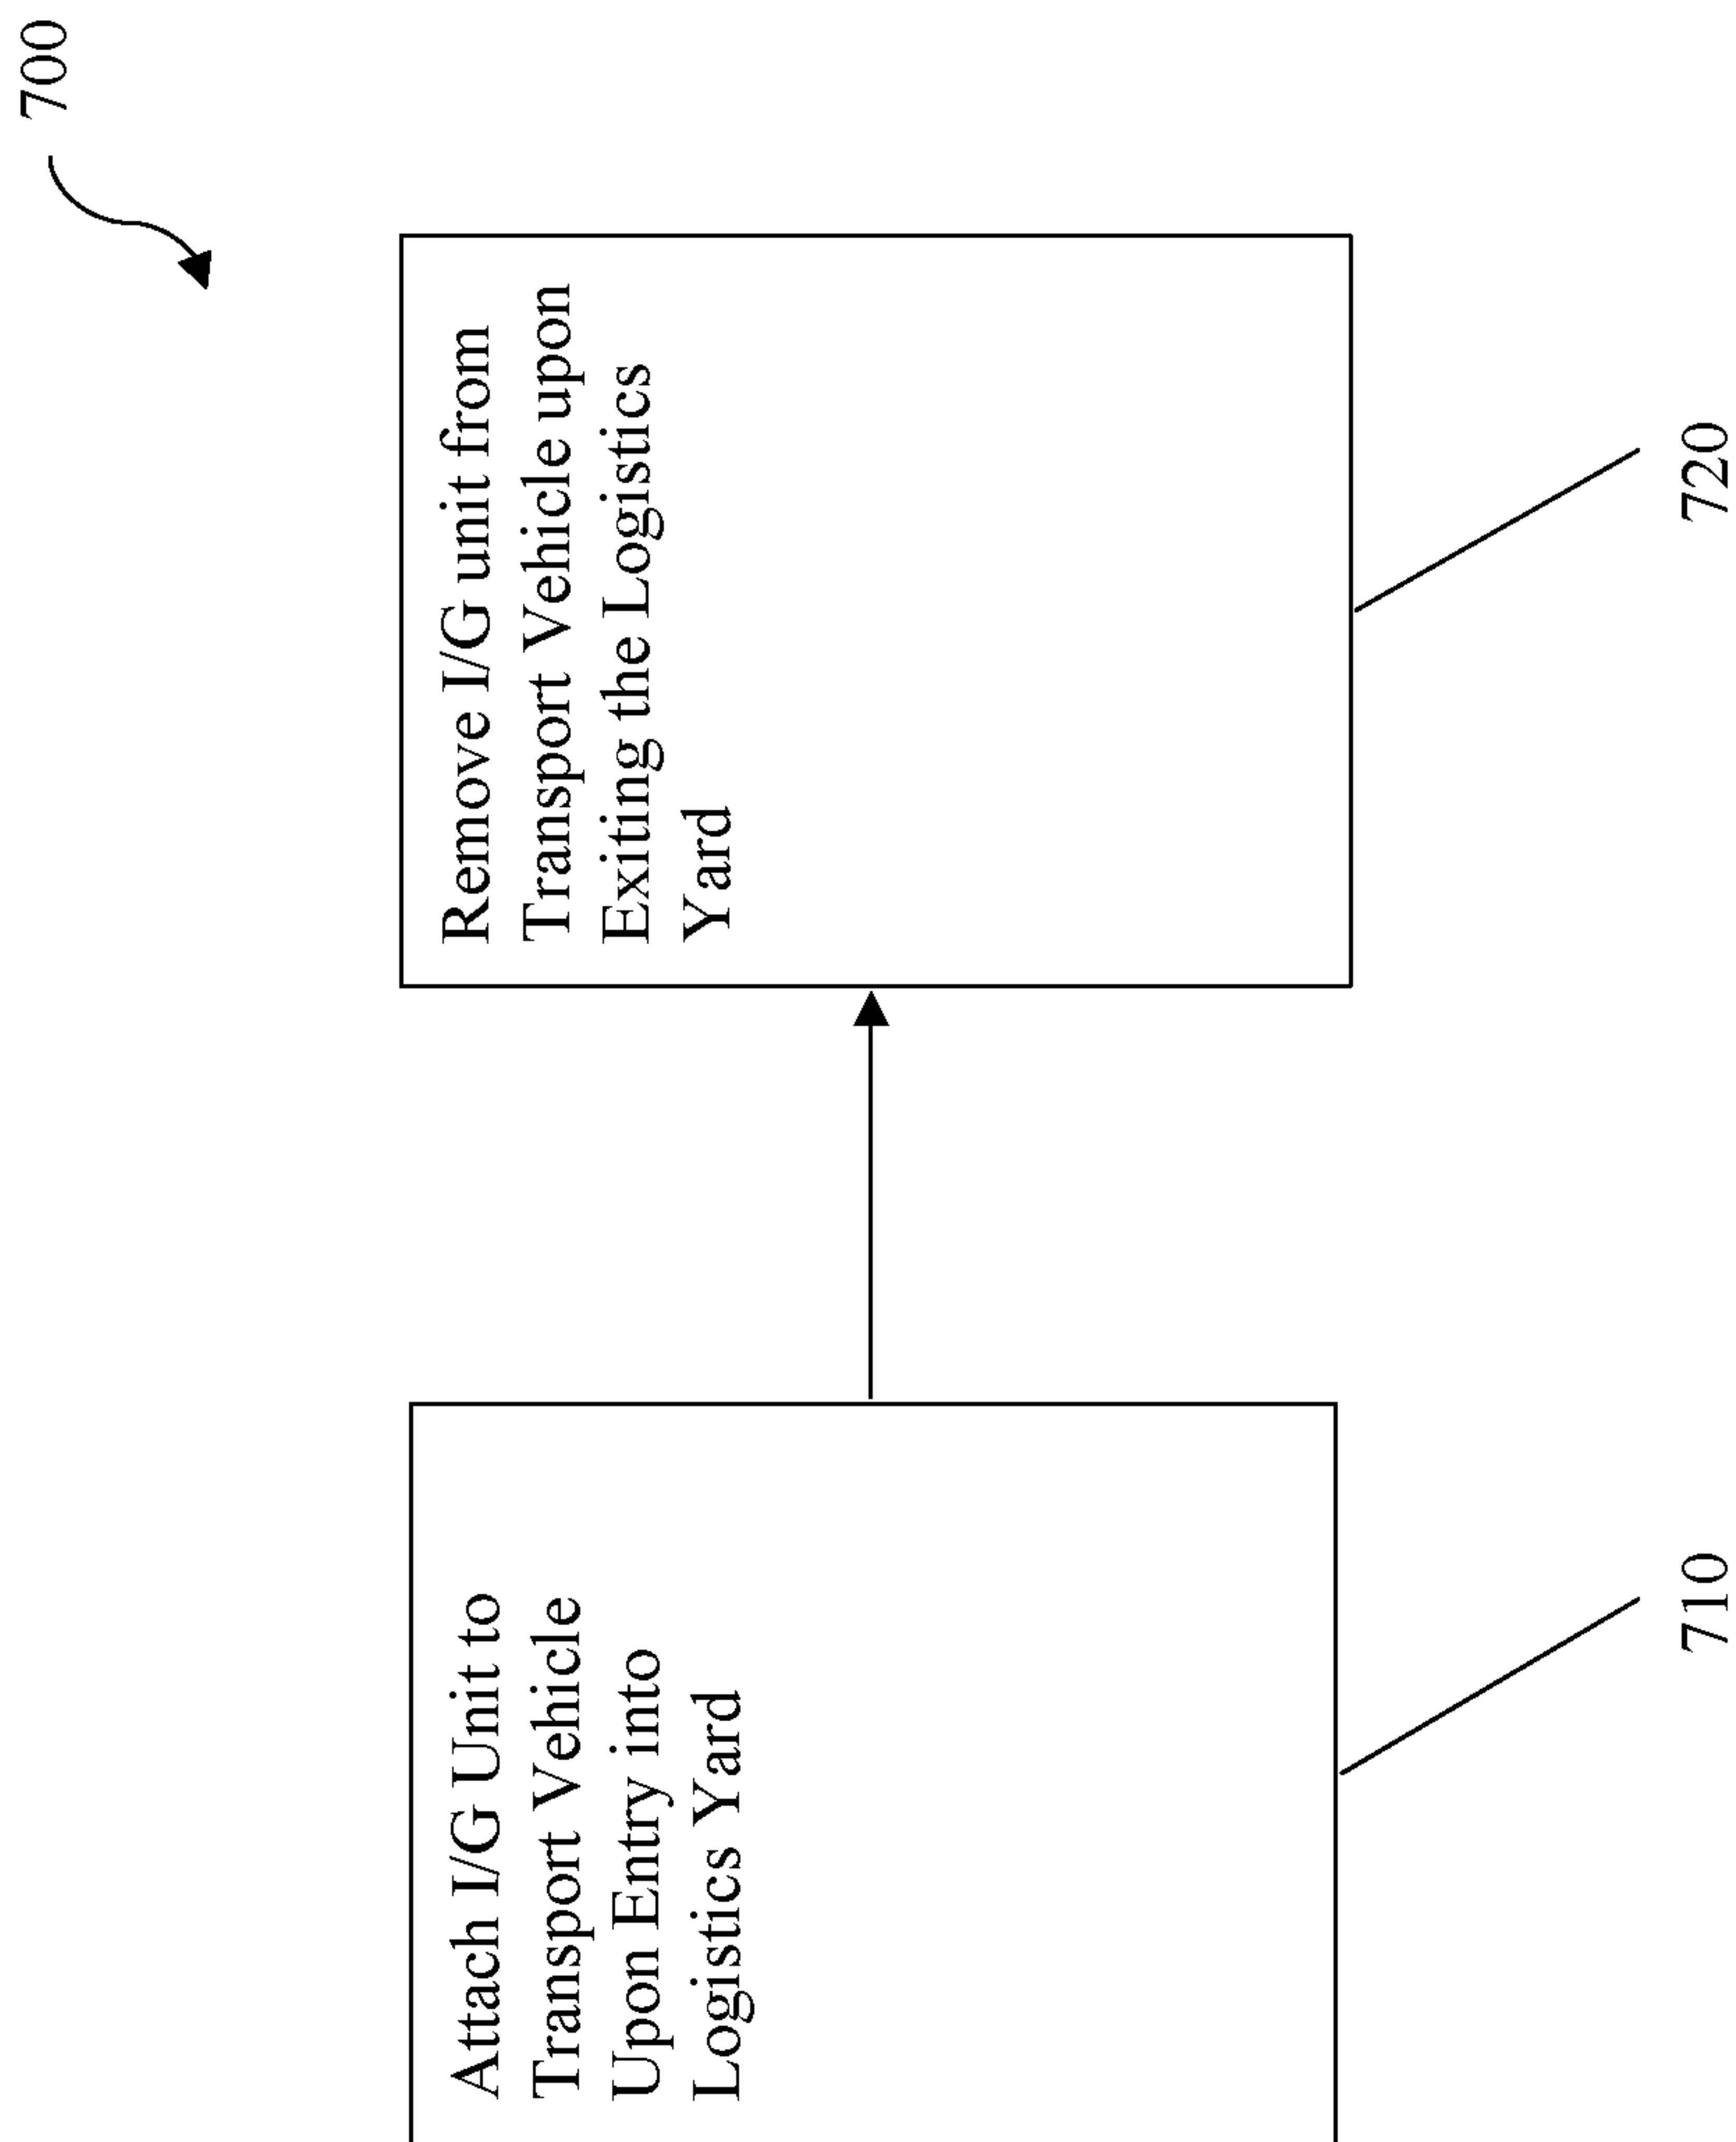 700
Attach I/G Unit to
Transport Vehicle
Upon Entry into
Logistics Yard
Remove I/G unit from
Transport Vehicle upon
Exiting the Logistics
Yard
710
720